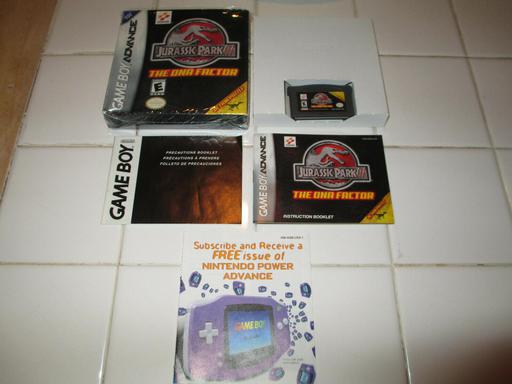 GAME BOY ADVANCE
KONAMI
JURASSIC PARK III
THE DNA FACTOR
E
GAME BOY
PRECAUTIONS BOOKLET
PRÉCAUTIONS À PRENDRE
FOLLETO DE PRECAUCIONES
GAME BOY ADVANCE
KONAMI
JURASSIC PARK III
THE DNA FACTOR
INSTRUCTION BOOKLET
Subscribe and Receive a
FREE issue of
NINTENDO POWER
ADVANCE
GAME BOY